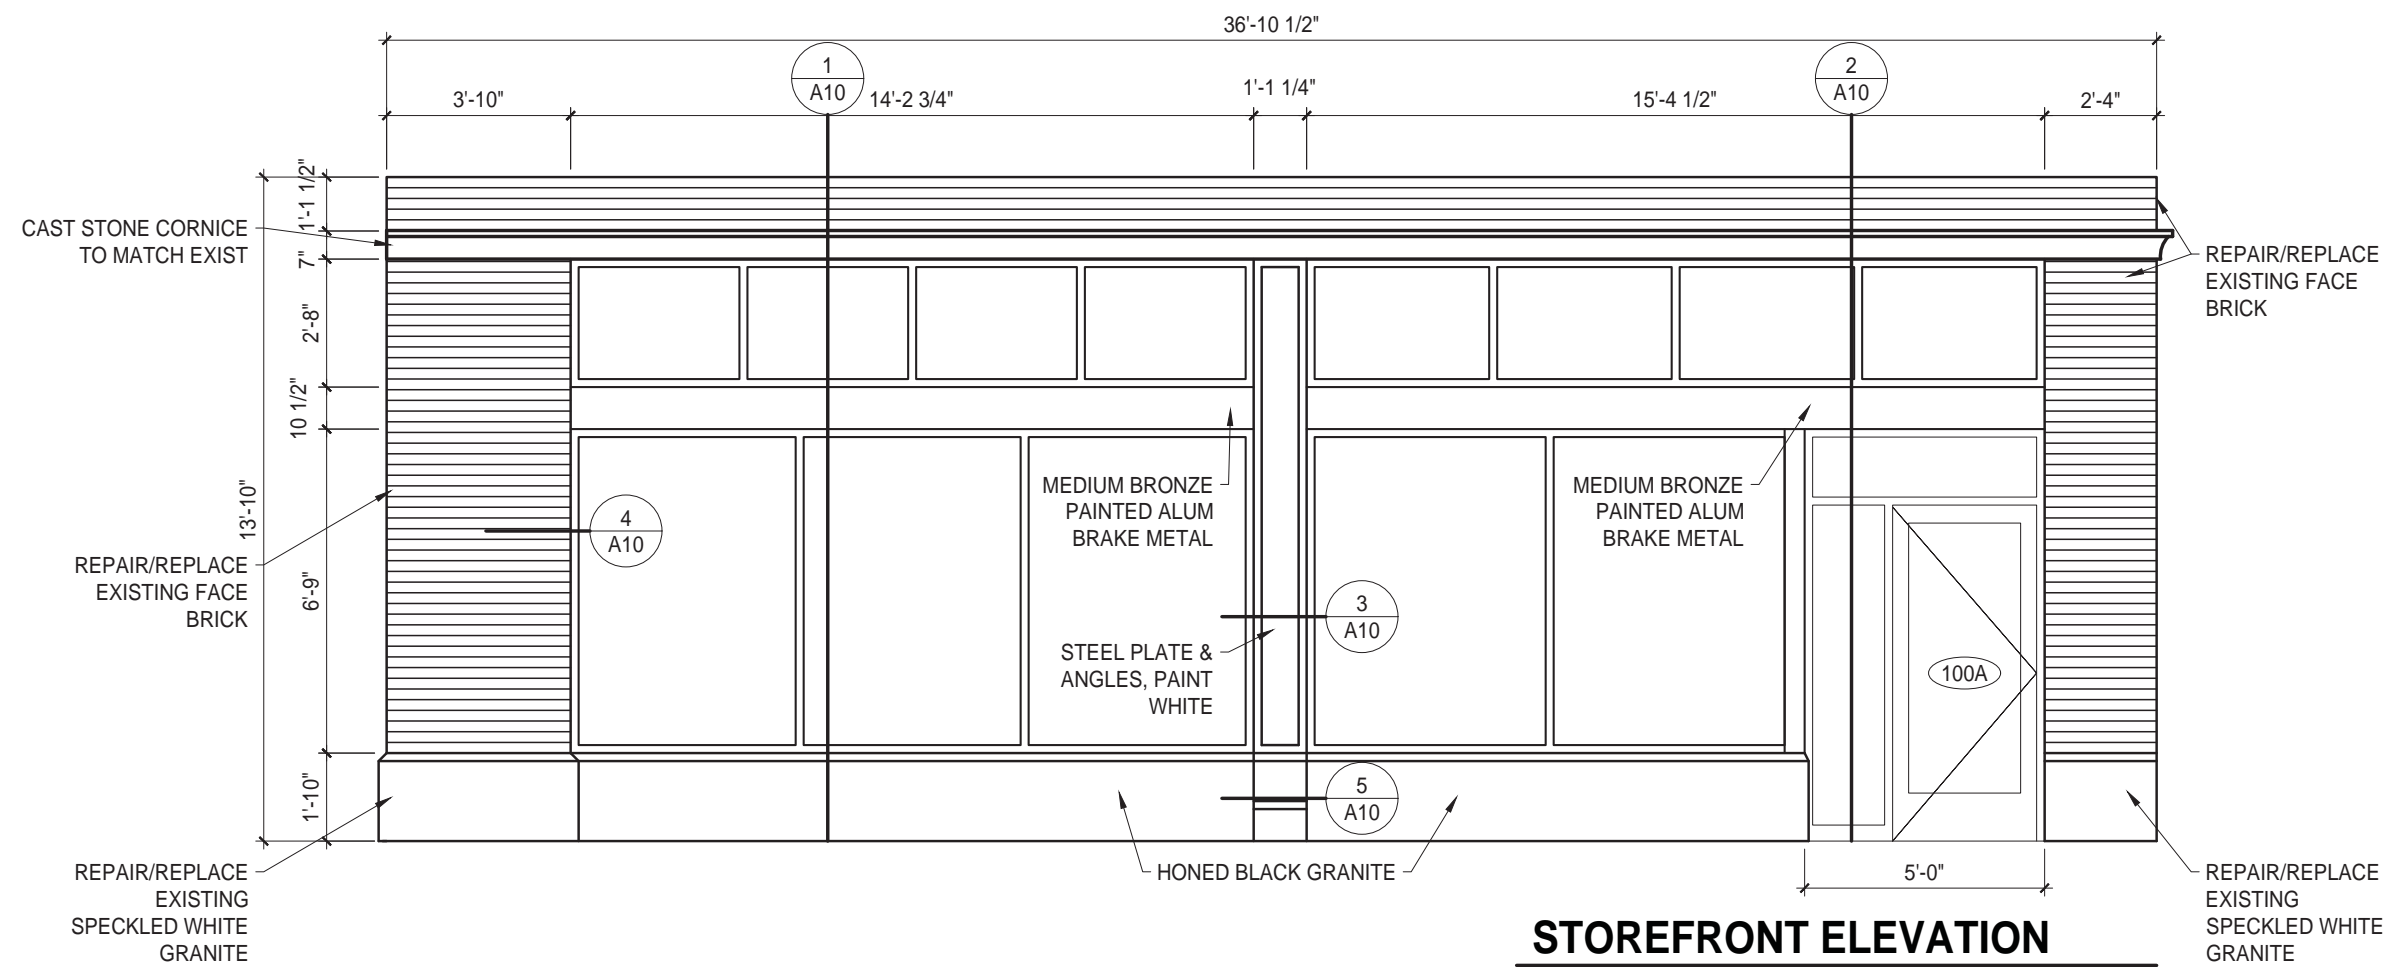 36'-10 1/2"
1
A10
2
A10
3'-10"
14'-2 3/4"
1'-1 1/4"
15'-4 1/2"
2'-4"
1'-1 1/2"
7"
2'-8"
10 1/2"
6'-9"
1'-10"
13'-10"
CAST STONE CORNICE
TO MATCH EXIST
REPAIR/REPLACE
EXISTING FACE
BRICK
MEDIUM BRONZE
PAINTED ALUM
BRAKE METAL
MEDIUM BRONZE
PAINTED ALUM
BRAKE METAL
4
A10
REPAIR/REPLACE
EXISTING FACE
BRICK
3
A10
STEEL PLATE &
ANGLES, PAINT
WHITE
100A
5
A10
REPAIR/REPLACE
EXISTING
SPECKLED WHITE
GRANITE
HONED BLACK GRANITE
5'-0"
REPAIR/REPLACE
EXISTING
SPECKLED WHITE
GRANITE
STOREFRONT ELEVATION